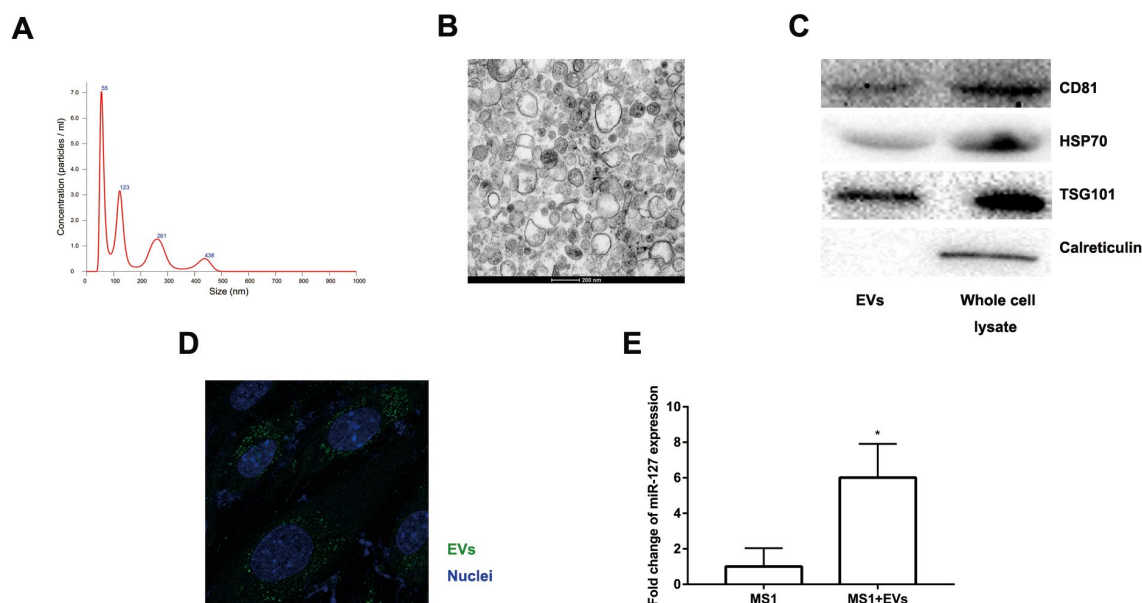 A
B
C
55
7.0
6.0
5.0
4.0
3.0
2.0
1.0
0
123
261
438
Concentration (particles / ml)
0
100
200
300
400
500
600
700
800
900
1000
Size (nm)
200 nm
CD81
HSP70
TSG101
Calreticulin
EVs
Whole cell
lysate
D
EVs
Nuclei
E
Fold change of miR-127 expression
10
8
6
4
2
0
*
MS1
MS1+EVs